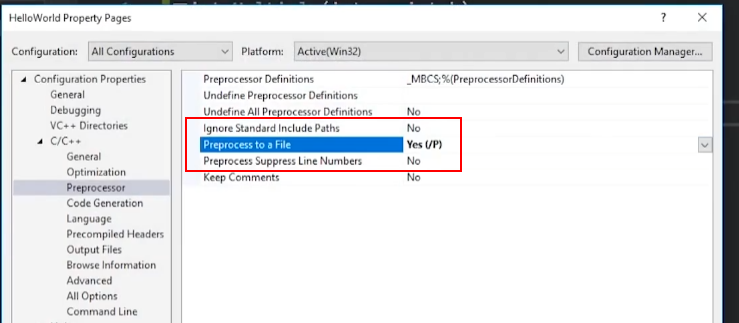 HelloWorld Property Pages
?
Configuration: All Configurations Platform: Active(Win32) Configuration Manager...
Configuration Properties
General
Debugging
VC++ Directories
C/C++
General
Optimization
Preprocessor
Code Generation
Language
Precompiled Headers
Output Files
Browse Information
Advanced
All Options
Command Line
Preprocessor Definitions _MBCS;%(PreprocessorDefinitions)
Undefine Preprocessor Definitions
Undefine All Preprocessor Definitions No
Ignore Standard Include Paths No
Preprocess to a File Yes (/P)
Preprocess Suppress Line Numbers No
Keep Comments No